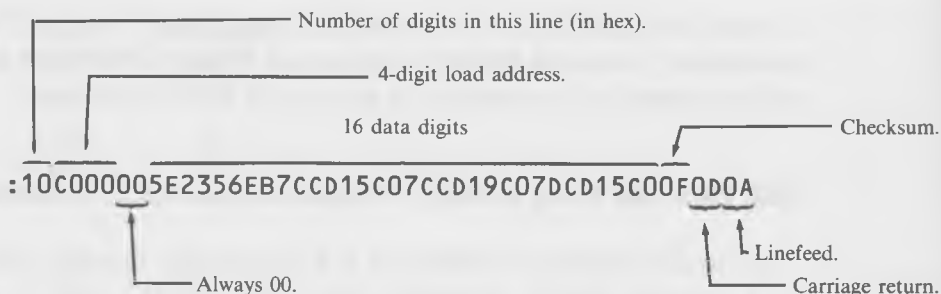 Number of digits in this line (in hex).
4-digit load address.
16 data digits
Checksum.
:10C000005E2356EB7CCD15C07CCD19C07DCD15C00F0D0A
Linefeed.
Always 00.
Carriage return.